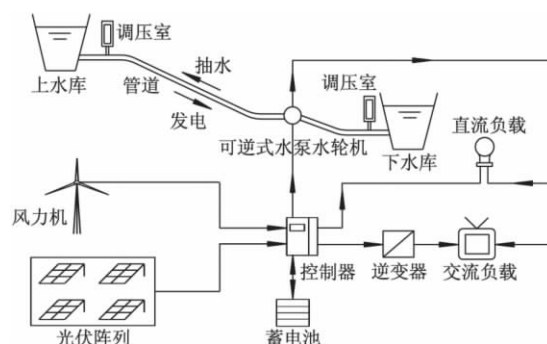 调压室
上水库
抽水
管道
发电
调压室
可逆式水泵水轮机
下水库
直流负载
风力机
控制器
逆变器
交流负载
光伏阵列
蓄电池